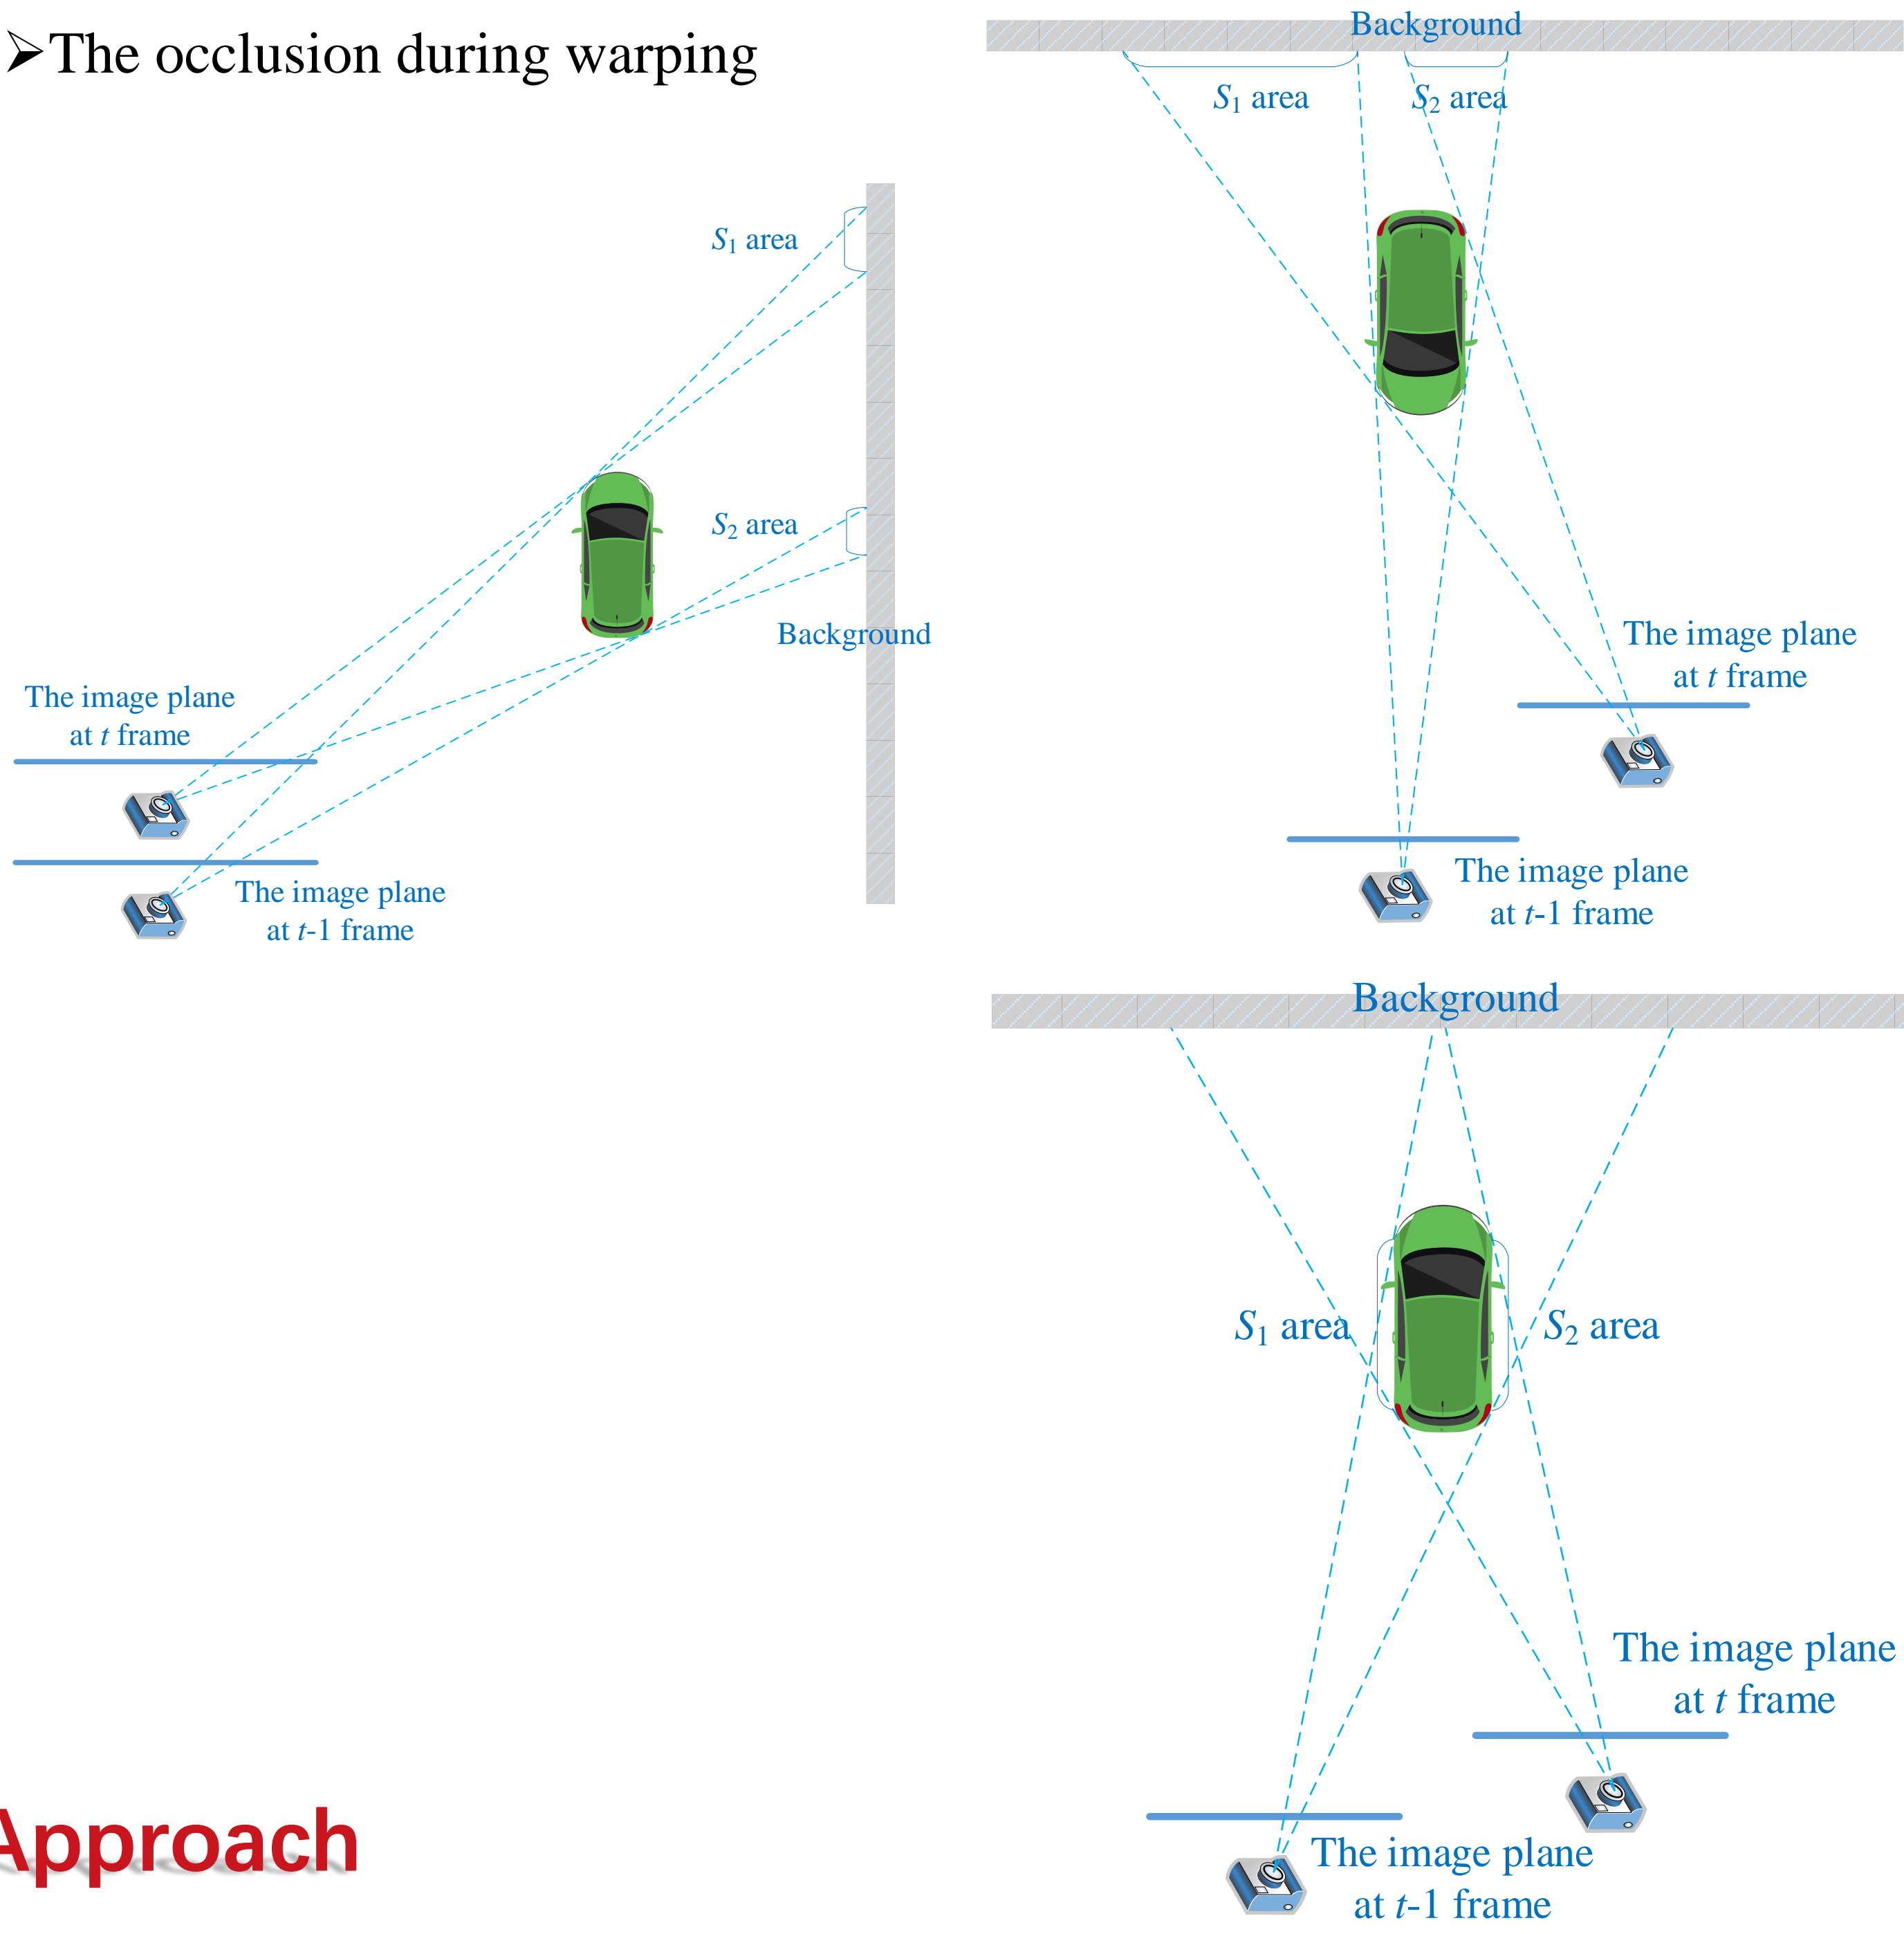 ➢The occlusion during warping
S₁ area
S₂ area
Background
The image plane
at t frame
The image plane
at t-1 frame
Background
S₁ area
S₂ area
The image plane
at t frame
The image plane
at t-1 frame
Background
S₁ area
S₂ area
The image plane
at t frame
The image plane
at t-1 frame
Approach